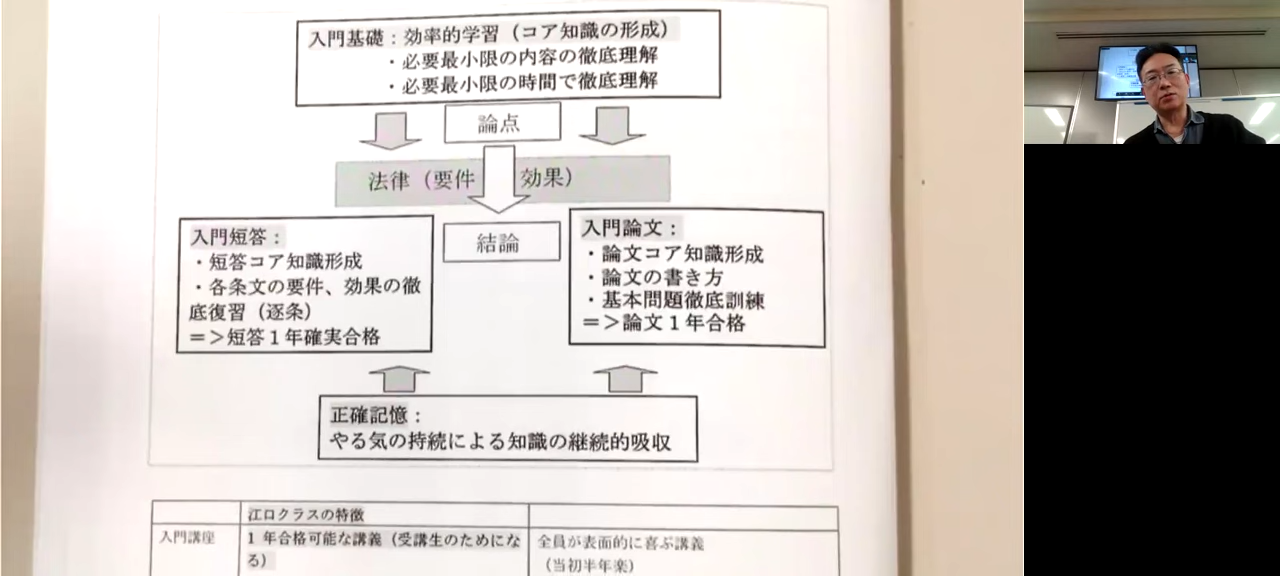 入門基礎：効率的学習（コア知識の形成）
・必要最小限の内容の徹底理解
・必要最小限の時間で徹底理解
論点
法律（要件 効果）
結論
入門短答：
・短答コア知識形成
・各条文の要件、効果の徹
底復習（逐条）
＝＞短答１年確実合格
入門論文：
・論文コア知識形成
・論文の書き方
・基本問題徹底訓練
＝＞論文１年合格
正確記憶：
やる気の持続による知識の継続的吸収
江口クラスの特徴
入門講座
1 年合格可能な講義（受講生のためにな
る）
全員が表面的に喜ぶ講義
（当初半年楽）